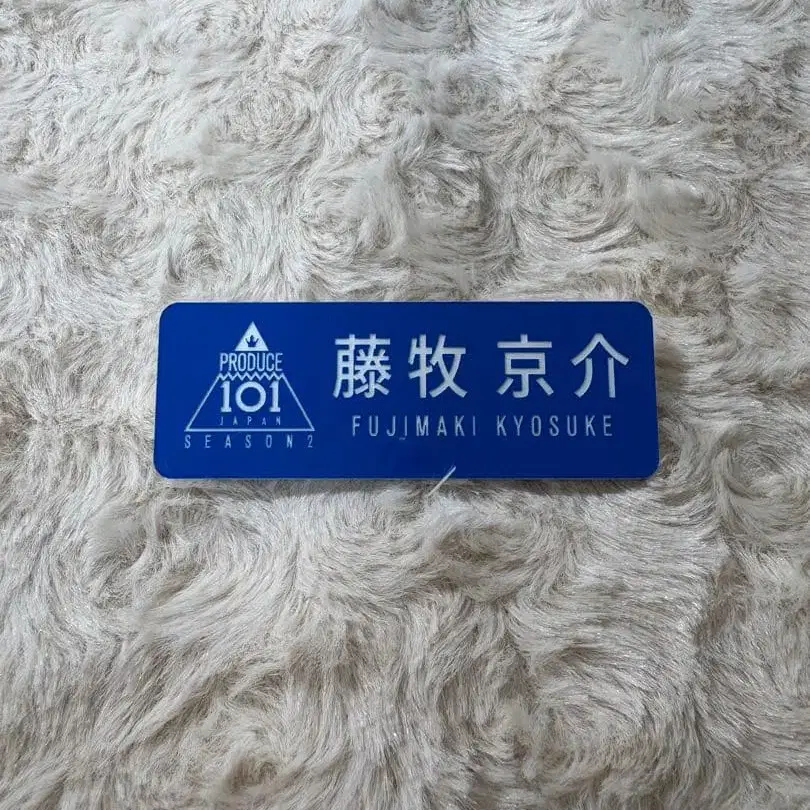 PRODUCE
101
JAPAN
SEASON2
藤牧 京介
FUJIMAKI KYOSUKE